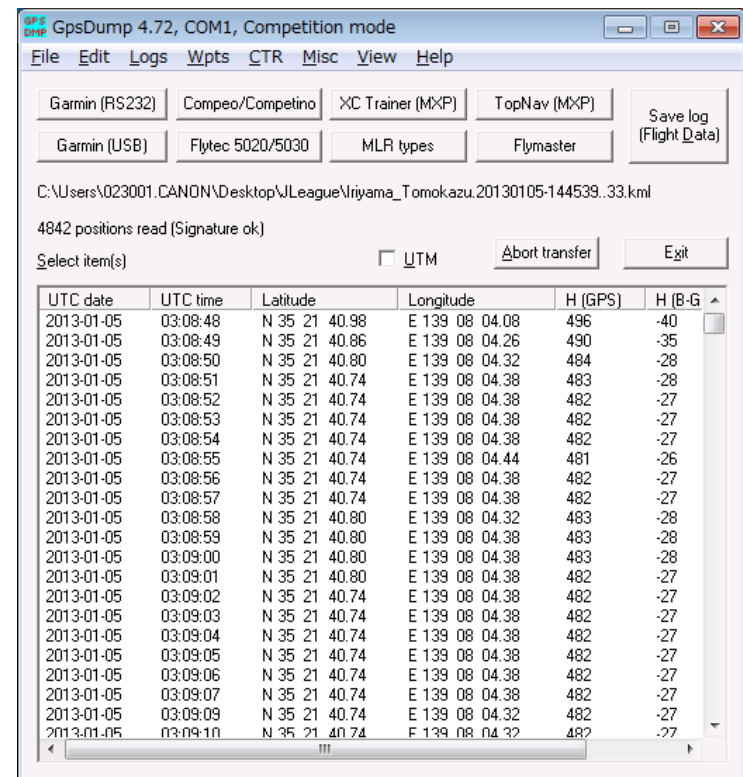 GPS DMP GpsDump 4.72, COM1, Competition mode
File Edit Logs Wpts CTR Misc View Help
Garmin (RS232) Compeo/Competino XC Trainer (MXP) TopNav (MXP) Save log (Flight Data)
Garmin (USB) Flytec 5020/5030 MLR types Flymaster
C:\Users\023001.CANON\Desktop\JLeague\Iriyama_Tomokazu.20130105-144539..33.kml
4842 positions read (Signature ok)
Select item(s) UTM Abort transfer Exit
UTC date UTC time Latitude Longitude H (GPS) H (B-G
2013-01-05 03:08:48 N 35 21 40.98 E 139 08 04.08 496 -40
2013-01-05 03:08:49 N 35 21 40.86 E 139 08 04.26 490 -35
2013-01-05 03:08:50 N 35 21 40.80 E 139 08 04.32 484 -28
2013-01-05 03:08:51 N 35 21 40.74 E 139 08 04.38 483 -28
2013-01-05 03:08:52 N 35 21 40.74 E 139 08 04.38 482 -27
2013-01-05 03:08:53 N 35 21 40.74 E 139 08 04.38 482 -27
2013-01-05 03:08:54 N 35 21 40.74 E 139 08 04.38 482 -27
2013-01-05 03:08:55 N 35 21 40.74 E 139 08 04.44 481 -26
2013-01-05 03:08:56 N 35 21 40.74 E 139 08 04.38 482 -27
2013-01-05 03:08:57 N 35 21 40.74 E 139 08 04.38 482 -27
2013-01-05 03:08:58 N 35 21 40.80 E 139 08 04.32 483 -28
2013-01-05 03:08:59 N 35 21 40.80 E 139 08 04.38 483 -28
2013-01-05 03:09:00 N 35 21 40.80 E 139 08 04.38 483 -28
2013-01-05 03:09:01 N 35 21 40.80 E 139 08 04.38 482 -27
2013-01-05 03:09:02 N 35 21 40.74 E 139 08 04.38 482 -27
2013-01-05 03:09:03 N 35 21 40.74 E 139 08 04.38 482 -27
2013-01-05 03:09:04 N 35 21 40.74 E 139 08 04.38 482 -27
2013-01-05 03:09:05 N 35 21 40.74 E 139 08 04.38 482 -27
2013-01-05 03:09:06 N 35 21 40.74 E 139 08 04.38 482 -27
2013-01-05 03:09:07 N 35 21 40.74 E 139 08 04.38 482 -27
2013-01-05 03:09:09 N 35 21 40.74 E 139 08 04.32 482 -27
2013-01-05 03:09:10 N 35 21 40.74 E 139 08 04.32 482 -27